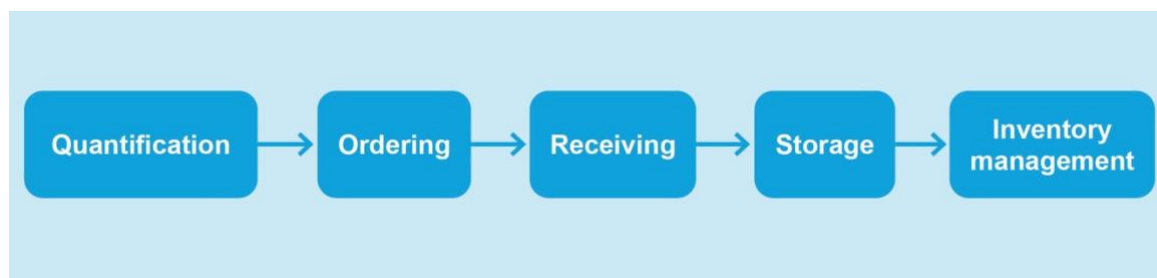 Quantification
Ordering
Receiving
Storage
Inventory
management